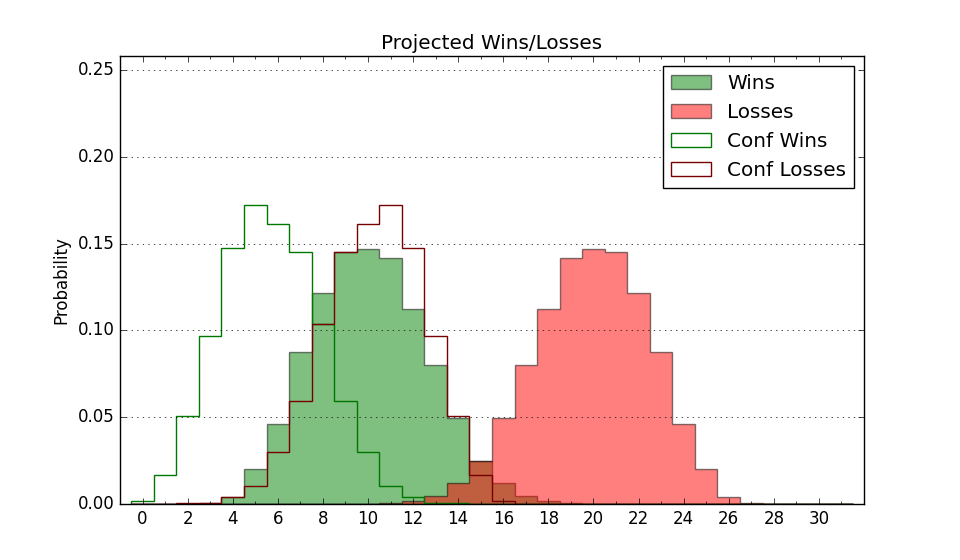 Projected Wins/Losses
0.25
0.20
0.15
0.10
0.05
0.00
Probability
Wins
Losses
Conf Wins
Conf Losses
0 2 4 6 8 10 12 14 16 18 20 22 24 26 28 30